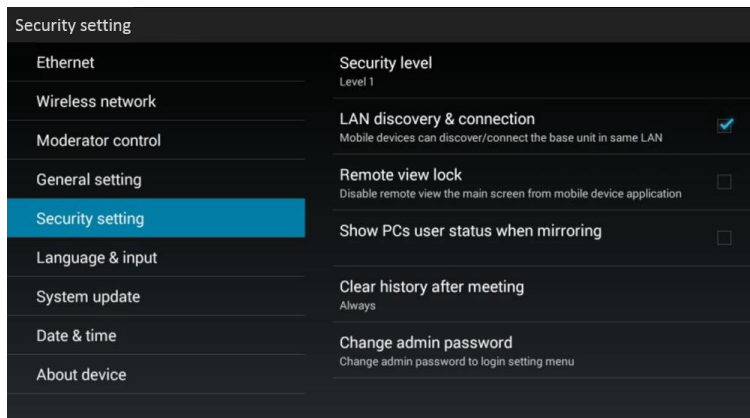 Security setting
Ethernet
Wireless network
Moderator control
General setting
Security setting
Language & input
System update
Date & time
About device
Security level
Level 1
LAN discovery & connection
Mobile devices can discover/connect the base unit in same LAN
Remote view lock
Disable remote view the main screen from mobile device application
Show PCs user status when mirroring
Clear history after meeting
Always
Change admin password
Change admin password to login setting menu